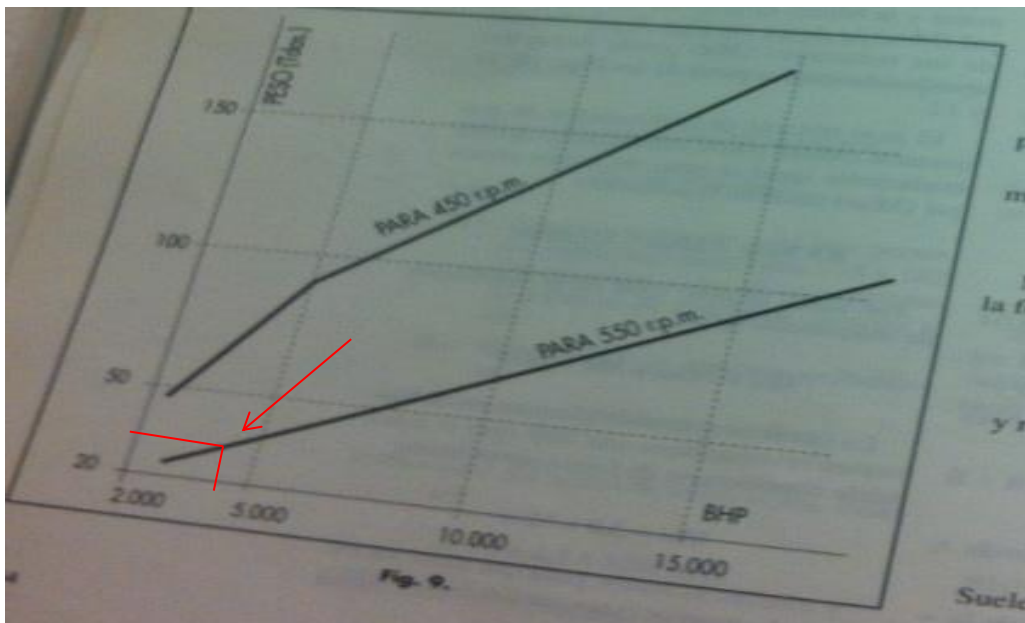 PESO (Tdas.)
150
100
50
20
PARA 450 r.p.m.
PARA 550 r.p.m.
BHP
2.000
5.000
10.000
15.000
Fig. 9.
la f
y r
Suelo